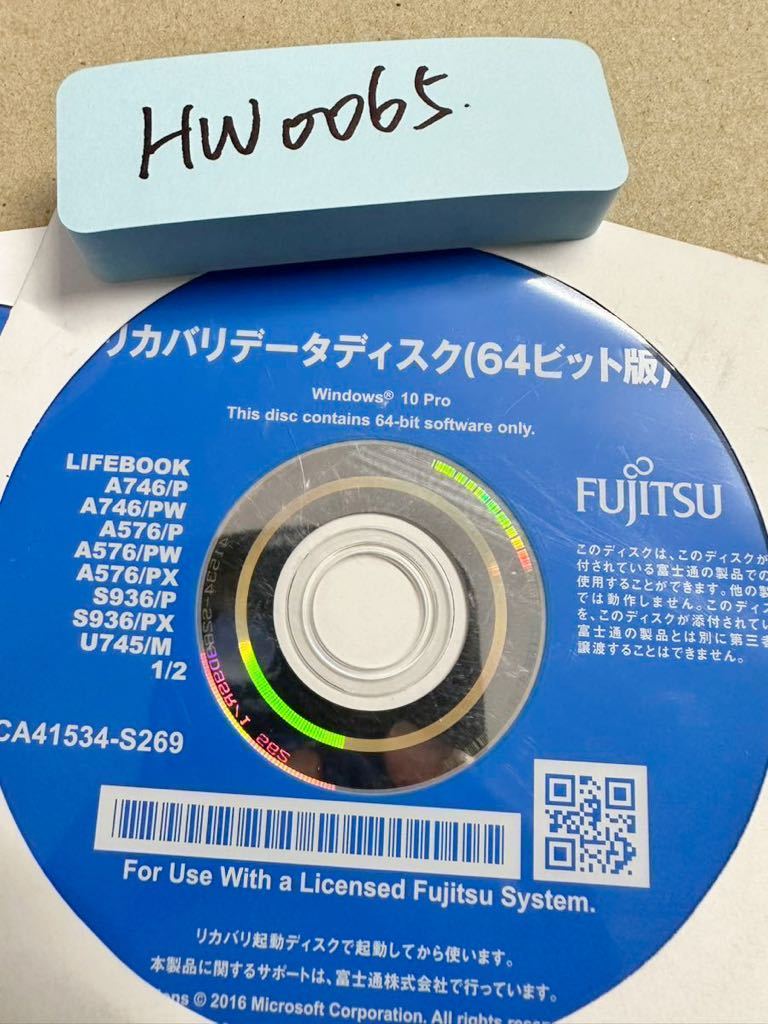 HW0065.
リカバリデータディスク(64ビット版)
Windows® 10 Pro
This disc contains 64-bit software only.
LIFEBOOK
A746/P
A746/PW
A576/P
A576/PW
A576/PX
S936/P
S936/PX
U745/M
1/2
CA41534-S269
FUJITSU
このディスクは、このディスクが
付されている富士通の製品での
使用することができます。他の製
では動作しません。このディス
を、このディスクが添付されてい
富士通の製品とは別に第三者
譲渡することはできません。
For Use With a Licensed Fujitsu System.
リカバリ起動ディスクで起動してから使います。
本製品に関するサポートは、富士通株式会社で行っています。
© 2016 Microsoft Corporation. All rights